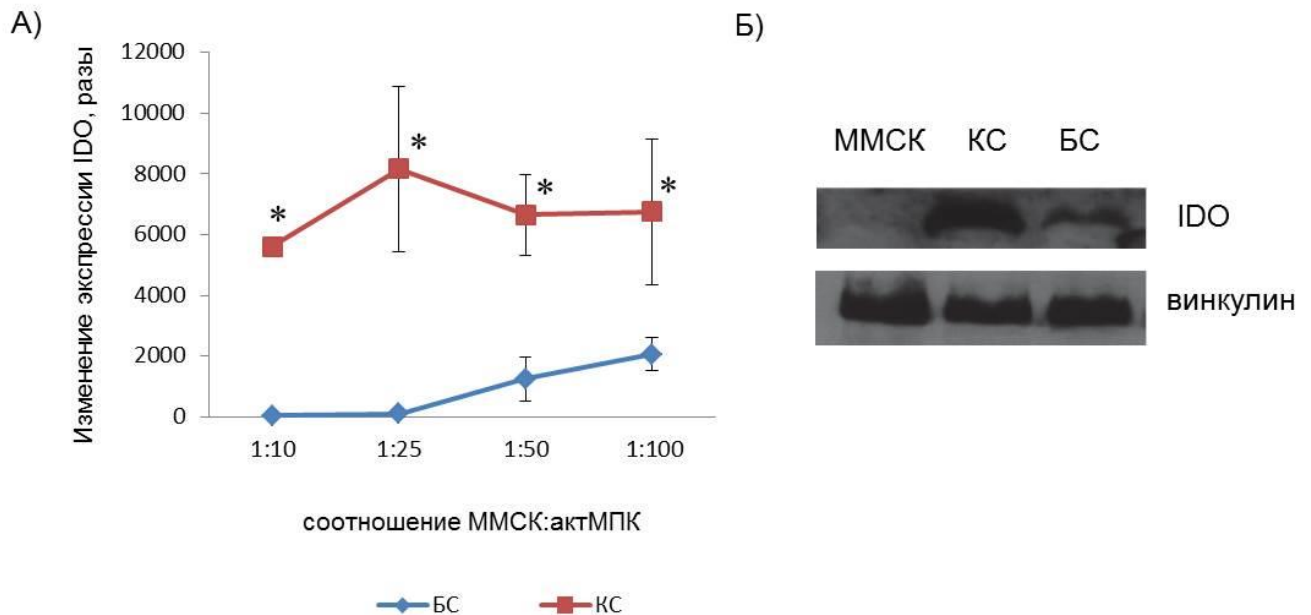 А)
Изменение экспрессии IDO, разы
12000
10000
8000
6000
4000
2000
0
*
*
*
*
1:10 1:25 1:50 1:100
соотношение ММСК:актМПК
БС КС
Б)
ММСК КС БС
IDO
винкулин